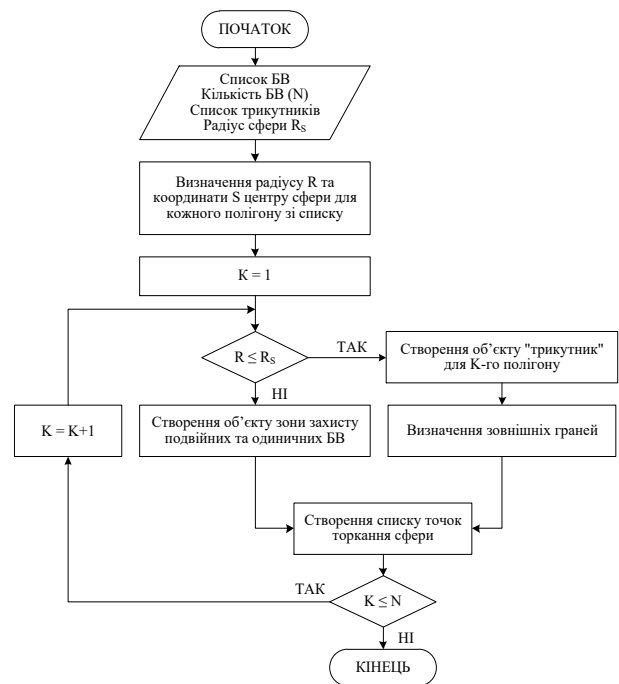 ПОЧАТОК
Список БВ
Кількість БВ (N)
Список трикутників
Радіус сфери Rs
Визначення радіусу R та
координати S центру сфери для
кожного полігону зі списку
K = 1
R ≤ Rs
ТАК
Створення об’єкту "трикутник"
для K-го полігону
НІ
K = K+1
Створення об’єкту зони захисту
подвійних та одиничних БВ
Визначення зовнішніх граней
Створення списку точок
торкання сфери
ТАК
K ≤ N
НІ
КІНЕЦЬ